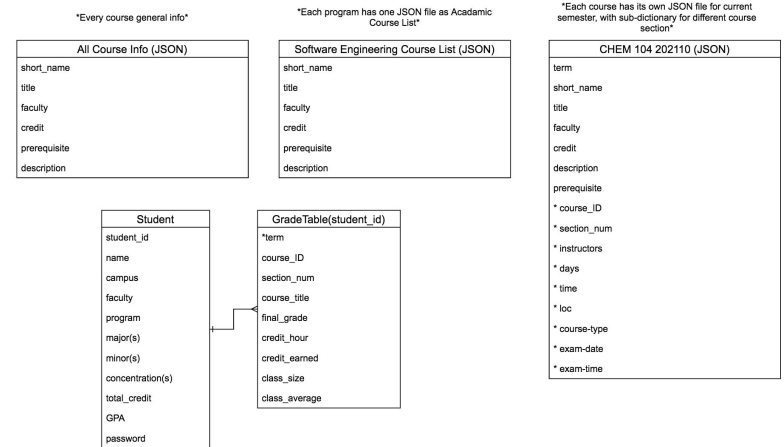 *Every course general info*
*Each program has one JSON file as Acadamic
Course List*
*Each course has its own JSON file for current
semester, with sub-dictionary for different course
section*
All Course Info (JSON)
short_name
title
faculty
credit
prerequisite
description
Software Engineering Course List (JSON)
short_name
title
faculty
credit
prerequisite
description
CHEM 104 202110 (JSON)
term
short_name
title
faculty
credit
description
prerequisite
* course_ID
* section_num
* instructors
* days
* time
* loc
* course-type
* exam-date
* exam-time
Student
student_id
name
campus
faculty
program
major(s)
minor(s)
concentration(s)
total_credit
GPA
password
GradeTable(student_id)
*term
course_ID
section_num
course_title
final_grade
credit_hour
credit_earned
class_size
class_average